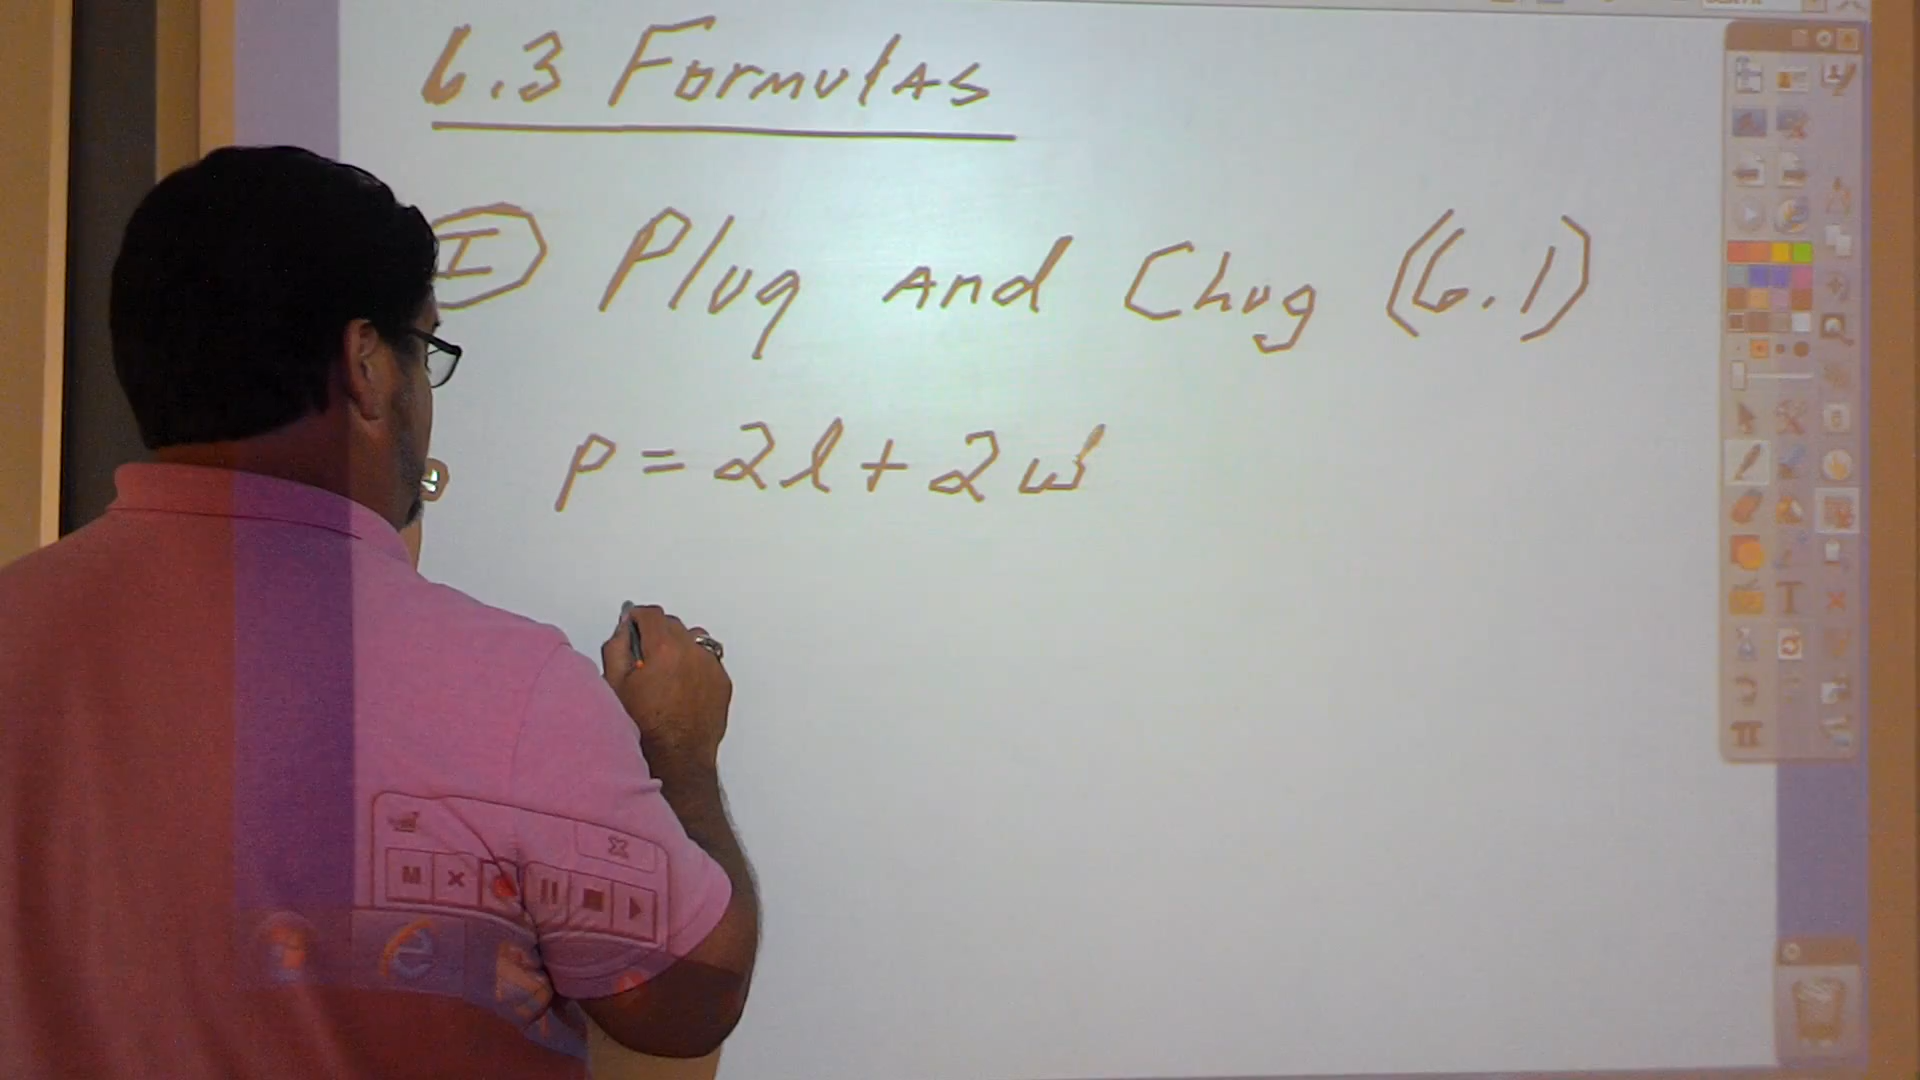 6.3 Formulas
I Plug and Chug (6.1)
p = 2l + 2w
M